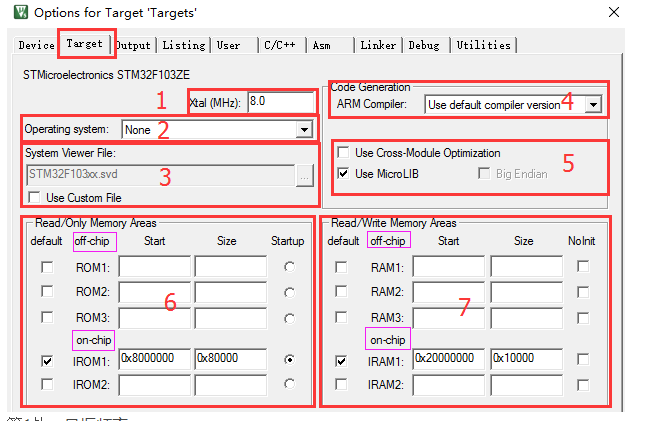 Options for Target 'Targets'
Device Target Output Listing User C/C++ Asm Linker Debug Utilities
STMicroelectronics STM32F103ZE
1 Xtal (MHz): 8.0
Operating system: None 2
System Viewer File:
STM32F103xx.svd ... 3
Use Custom File
Code Generation
ARM Compiler: Use default compiler version 4
Use Cross-Module Optimization
Use MicroLIB Big Endian 5
Read/Only Memory Areas
default off-chip Start Size Startup
ROM1:
ROM2: 6
ROM3:
on-chip
IROM1: 0x8000000 0x80000
IROM2:
Read/Write Memory Areas
default off-chip Start Size NoInit
RAM1:
RAM2: 7
RAM3:
on-chip
IRAM1: 0x20000000 0x10000
IRAM2: